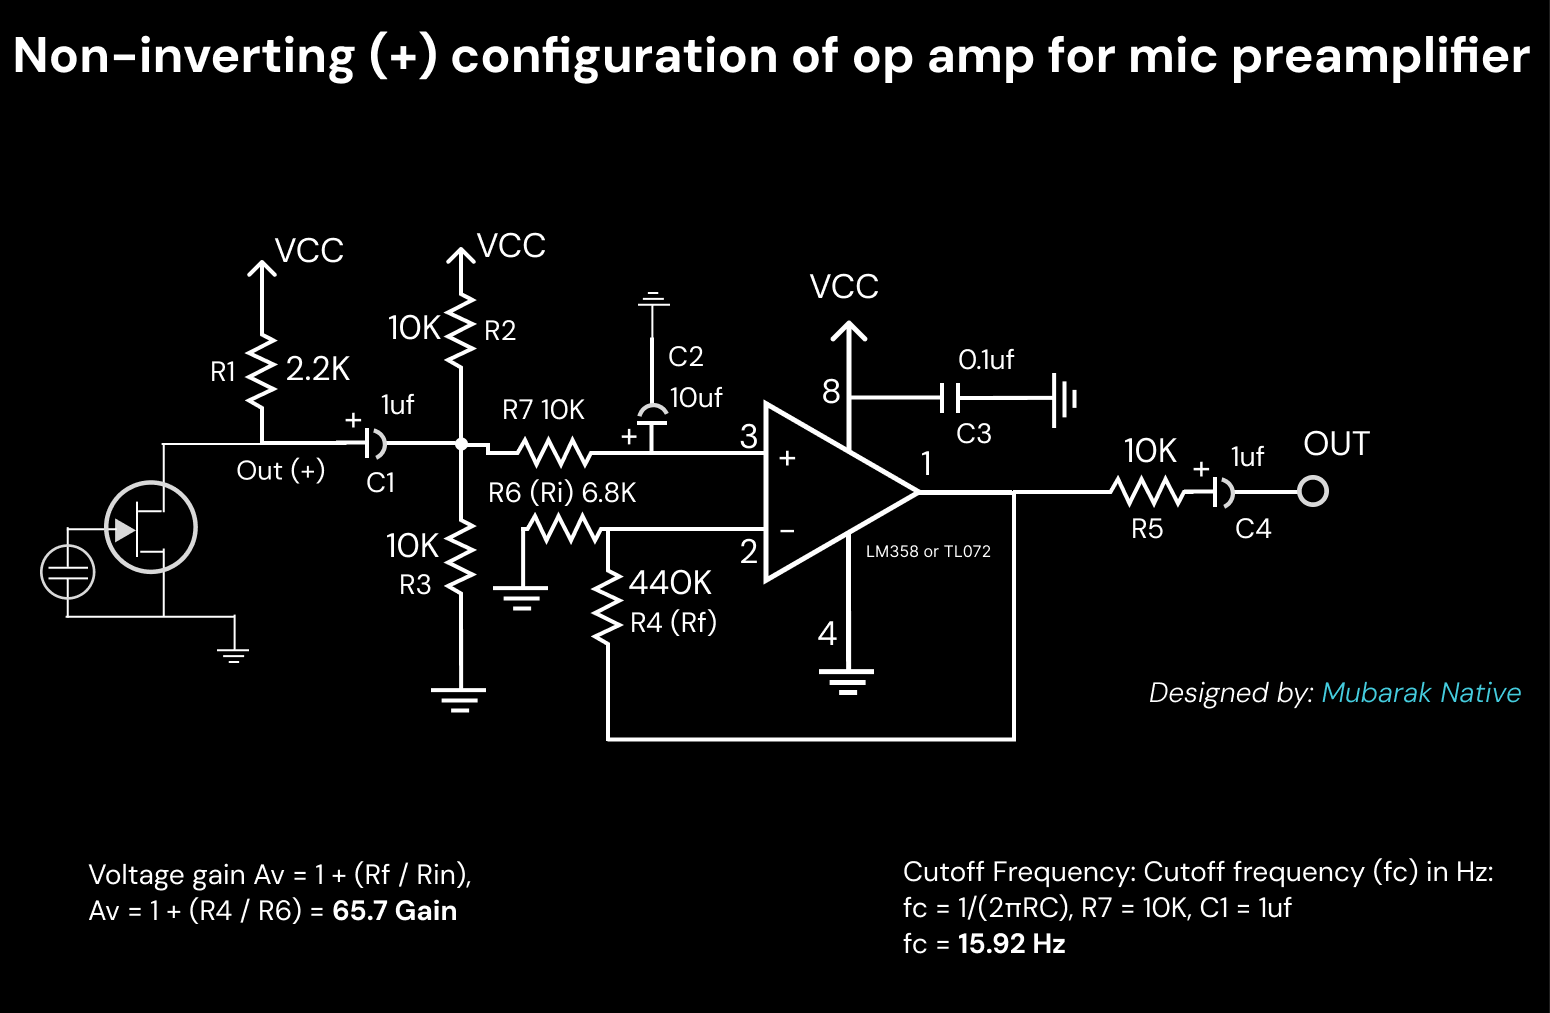 Non-inverting (+) configuration of op amp for mic preamplifier
VCC
VCC
VCC
10K
R2
R1
2.2K
C2
0.1uf
8
10uf
1uf
+
R7 10K
+
3
C3
OUT
Out (+)
C1
+
1
10K
+
1uf
R6 (Ri) 6.8K
−
2
R5
C4
10K
R3
LM358 or TL072
440K
R4 (Rf)
4
Designed by: Mubarak Native
Voltage gain Av = 1 + (Rf / Rin),
Av = 1 + (R4 / R6) = 65.7 Gain
Cutoff Frequency: Cutoff frequency (fc) in Hz:
fc = 1/(2πRC), R7 = 10K, C1 = 1uf
fc = 15.92 Hz